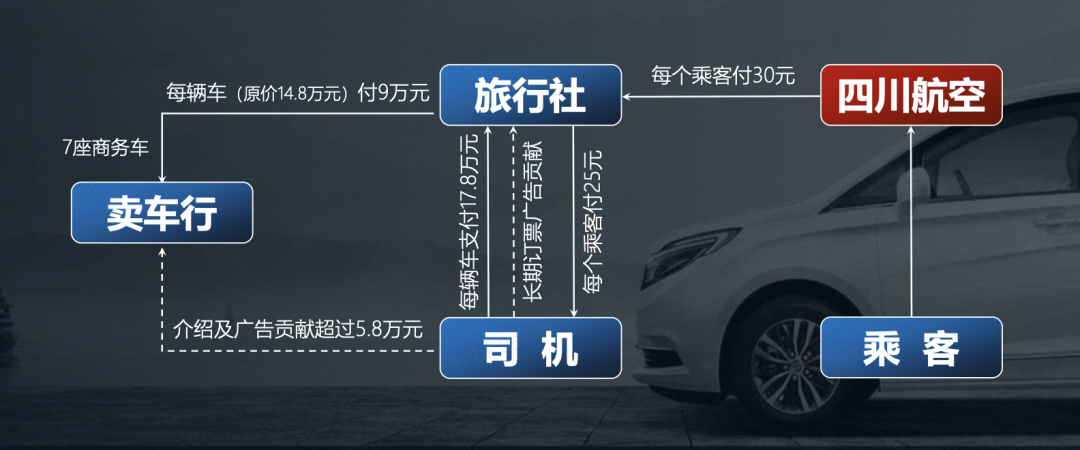 每个乘客付30元
旅行社
四川航空
每辆车（原价14.8万元）付9万元
7座商务车
卖车行
每辆车支付17.8万元
长期订票广告贡献
每个乘客付25元
介绍及广告贡献超过5.8万元
司机
乘客